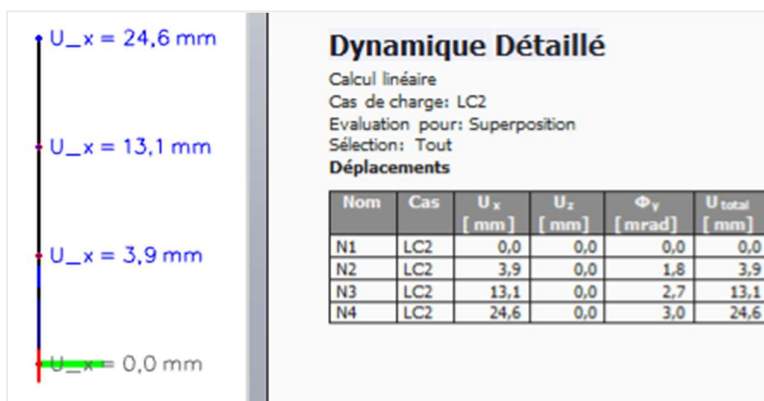 U_x = 24,6 mm
U_x = 13,1 mm
U_x = 3,9 mm
U_x = 0,0 mm
Dynamique Détaillé
Calcul linéaire
Cas de charge: LC2
Evaluation pour: Superposition
Sélection: Tout
Déplacements
Nom Cas Ux Uz Φy Utotal
[mm] [mm] [mrad] [mm]
N1 LC2 0,0 0,0 0,0 0,0
N2 LC2 3,9 0,0 1,8 3,9
N3 LC2 13,1 0,0 2,7 13,1
N4 LC2 24,6 0,0 3,0 24,6